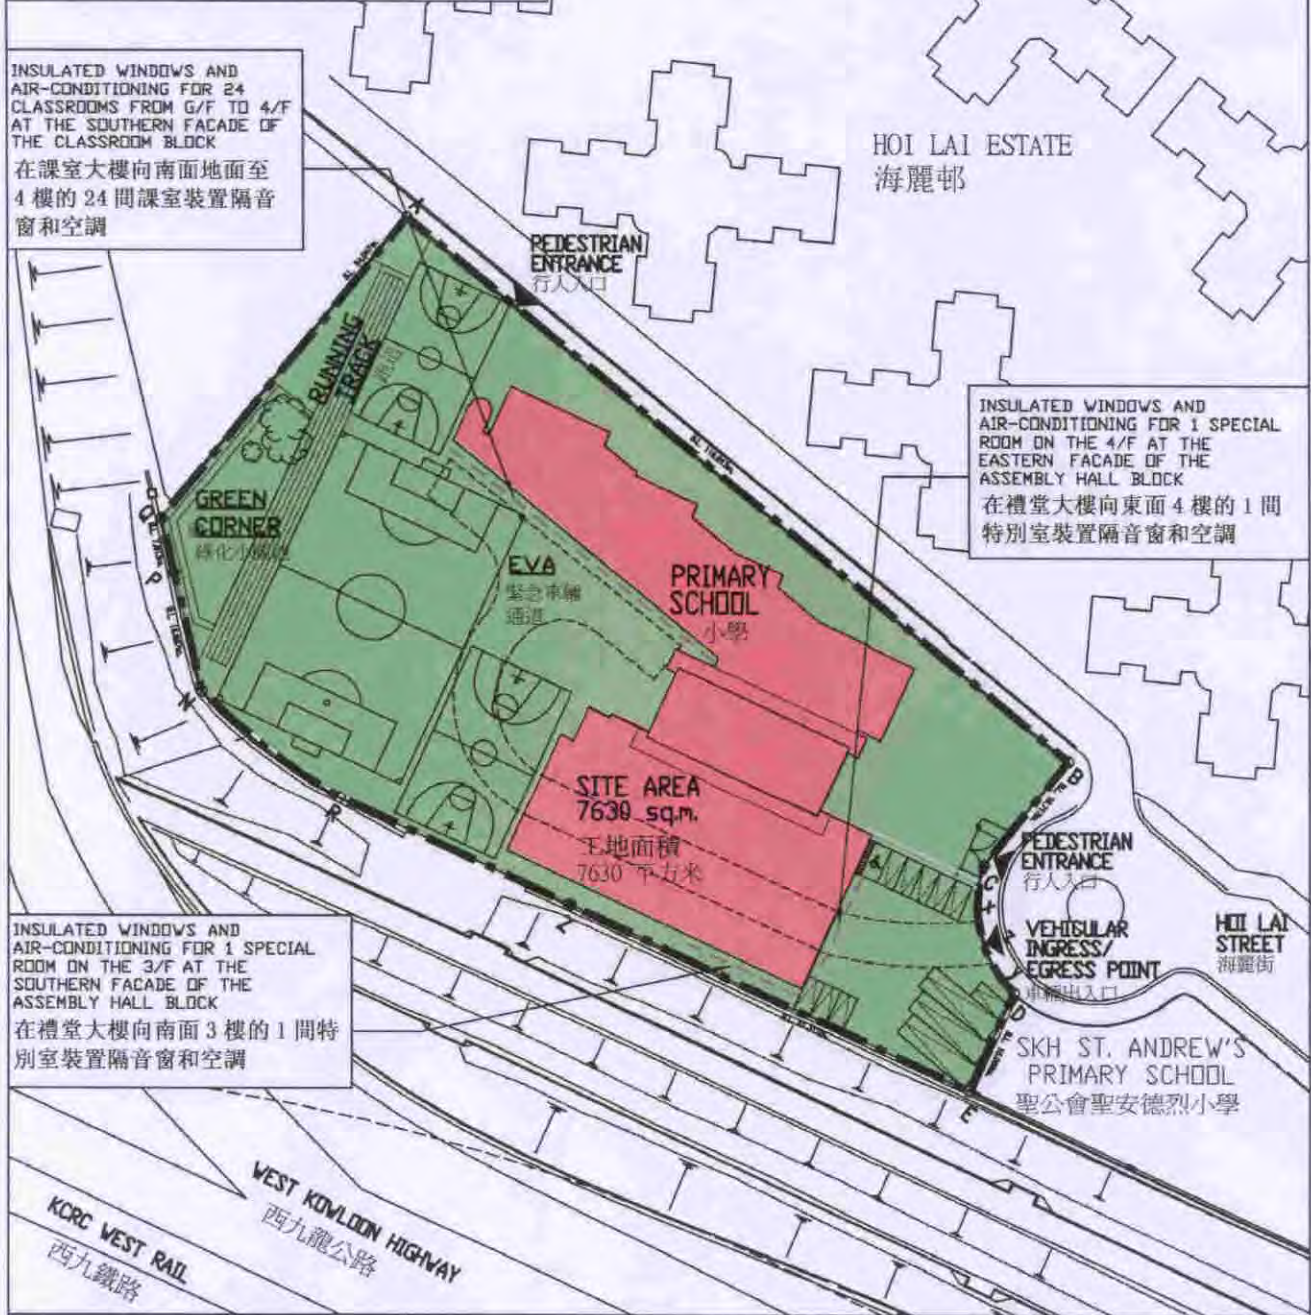 INSULATED WINDOWS AND
AIR-CONDITIONING FOR 24
CLASSROOMS FROM G/F TO 4/F
AT THE SOUTHERN FACADE OF
THE CLASSROOM BLOCK
在課室大樓向南面地面至
4樓的24間課室裝置隔音
窗和空調
HOI LAI ESTATE
海麗邨
A
PEDESTRIAN
ENTRANCE
行人入口
RUNNING
TRACK
跑道
INSULATED WINDOWS AND
AIR-CONDITIONING FOR 1 SPECIAL
ROOM ON THE 4/F AT THE
EASTERN FACADE OF THE
ASSEMBLY HALL BLOCK
在禮堂大樓向東面4樓的1間
特別室裝置隔音窗和空調
GREEN
CORNER
EVA
緊急車輛
通道
PRIMARY
SCHOOL
小學
P
N
R
SITE AREA
7630 sq.m.
地面積
7630 平方米
B
PEDESTRIAN
ENTRANCE
行人入口
C
VEHICULAR
INGRESS/
EGRESS POINT
車輛出入口
HOI LAI
STREET
海麗街
D
INSULATED WINDOWS AND
AIR-CONDITIONING FOR 1 SPECIAL
ROOM ON THE 3/F AT THE
SOUTHERN FACADE OF THE
ASSEMBLY HALL BLOCK
在禮堂大樓向南面3樓的1間特
別室裝置隔音窗和空調
SKH ST. ANDREW'S
PRIMARY SCHOOL
聖公會聖安德烈小學
E
WEST KOWLOON HIGHWAY
西九龍公路
KCRC WEST RAIL
西九鐵路